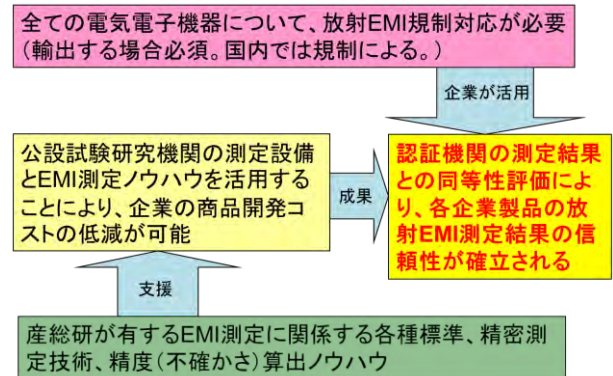 全ての電気電子機器について、放射EMI規制対応が必要
（輸出する場合必須。国内では規制による。）
企業が活用
公設試験研究機関の測定設備
とEMI測定ノウハウを活用する
ことにより、企業の商品開発コ
ストの低減が可能
成果
認証機関の測定結果
との同等性評価によ
り、各企業製品の放
射EMI測定結果の信
頼性が確立される
支援
産総研が有するEMI測定に関係する各種標準、精密測
定技術、精度（不確かさ）算出ノウハウ